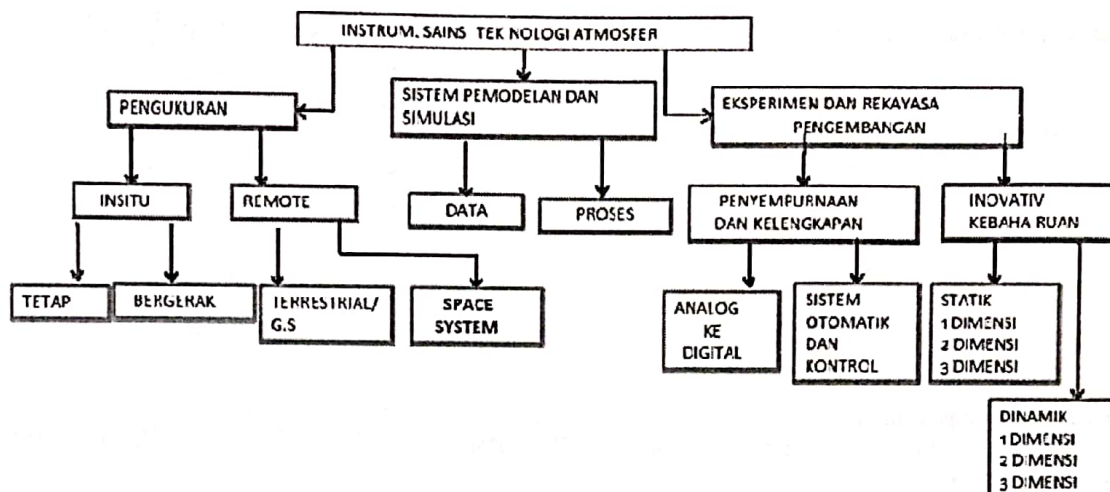 INSTRUM. SAINS TEKNOLOGI ATMOSFER
PENGUKURAN
SISTEM PEMODELAN DAN
SIMULASI
EKSPERIMEN DAN REKAYASA
PENGEMBANGAN
INSITU
REMOTE
DATA
PROSES
PENYEMPURNAAN
DAN KELENGKAPAN
INOVATIV
KEBAHA RUAN
TETAP
BERGERAK
TERRESTRIAL/
G.S
SPACE
SYSTEM
ANALOG
KE
DIGITAL
SISTEM
OTOMATIK
DAN
KONTROL
STATIK
1 DIMENSI
2 DIMENSI
3 DIMENSI
DINAMIK
1 DIMENSI
2 DIMENSI
3 DIMENSI